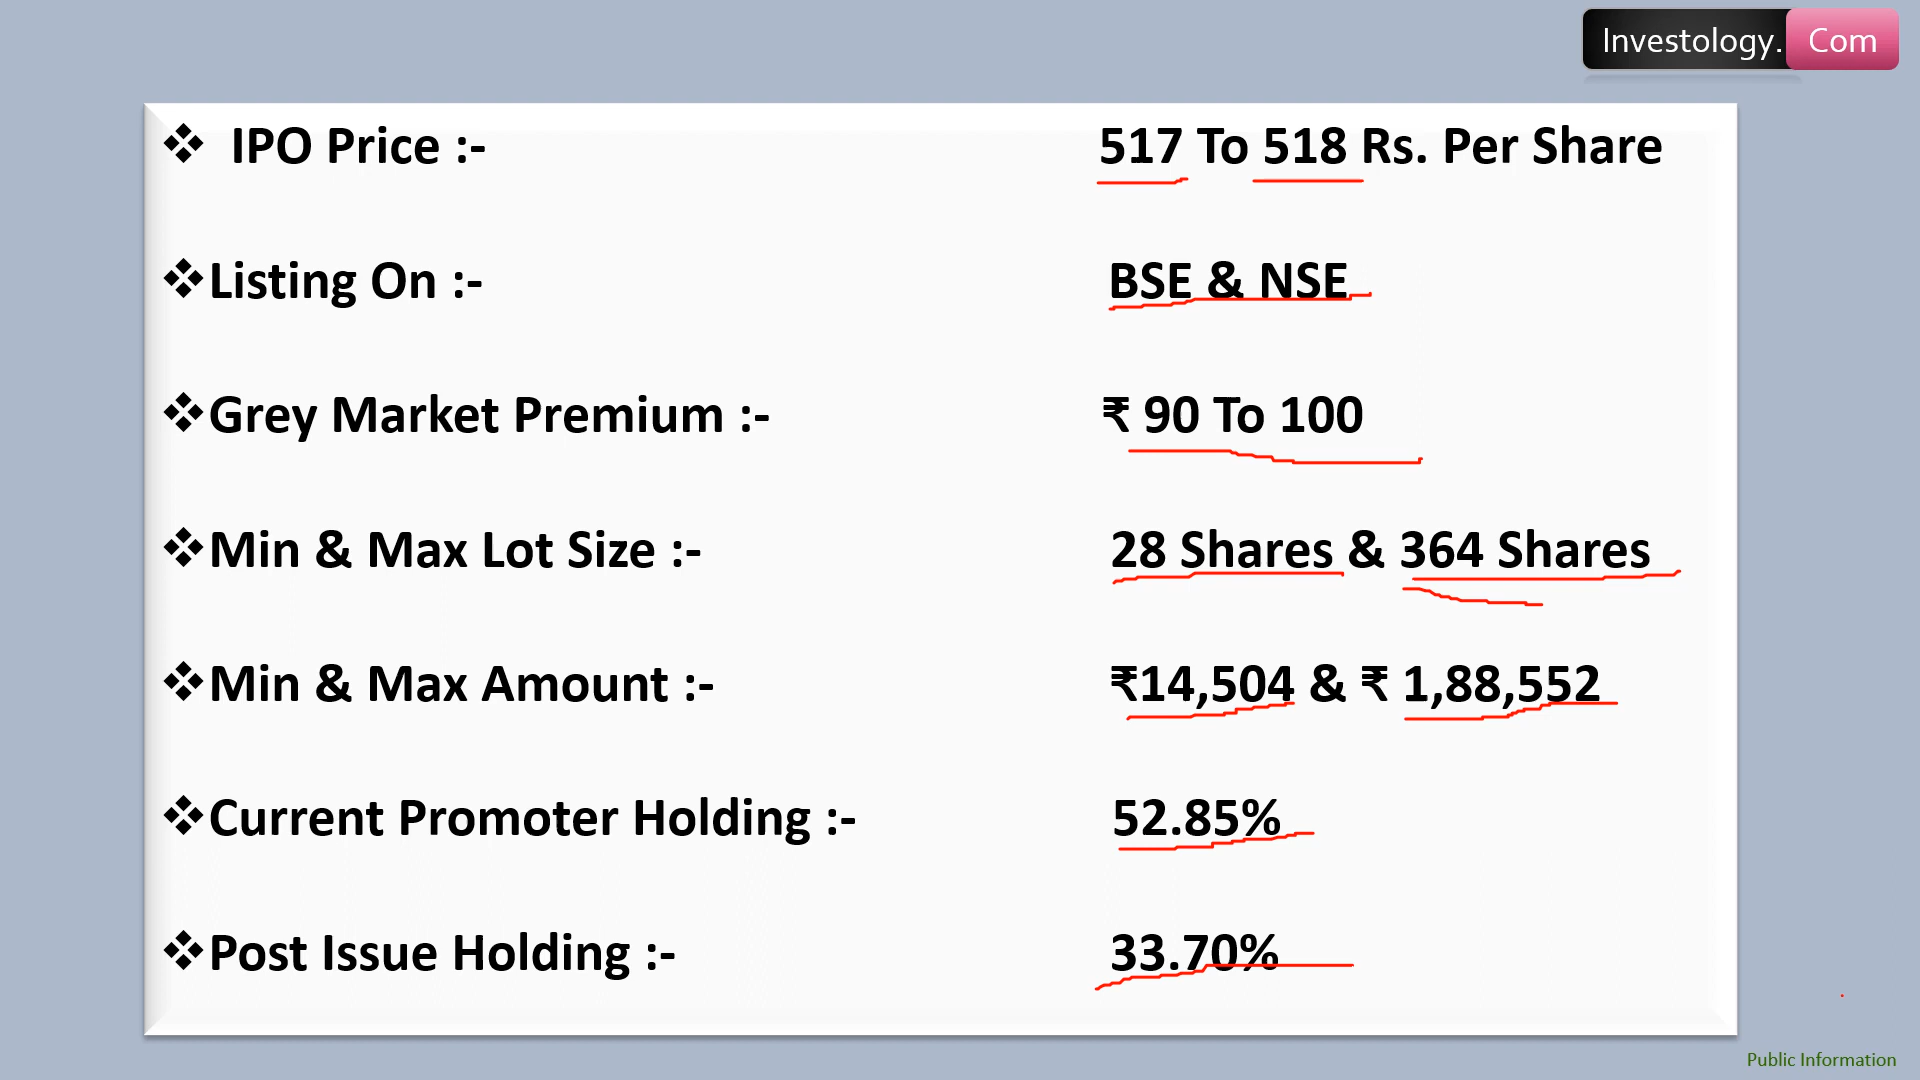 Investology. Com
❖ IPO Price :- 517 To 518 Rs. Per Share
❖Listing On :- BSE & NSE
❖Grey Market Premium :- ₹ 90 To 100
❖Min & Max Lot Size :- 28 Shares & 364 Shares
❖Min & Max Amount :- ₹14,504 & ₹ 1,88,552
❖Current Promoter Holding :- 52.85%
❖Post Issue Holding :- 33.70%
Public Information